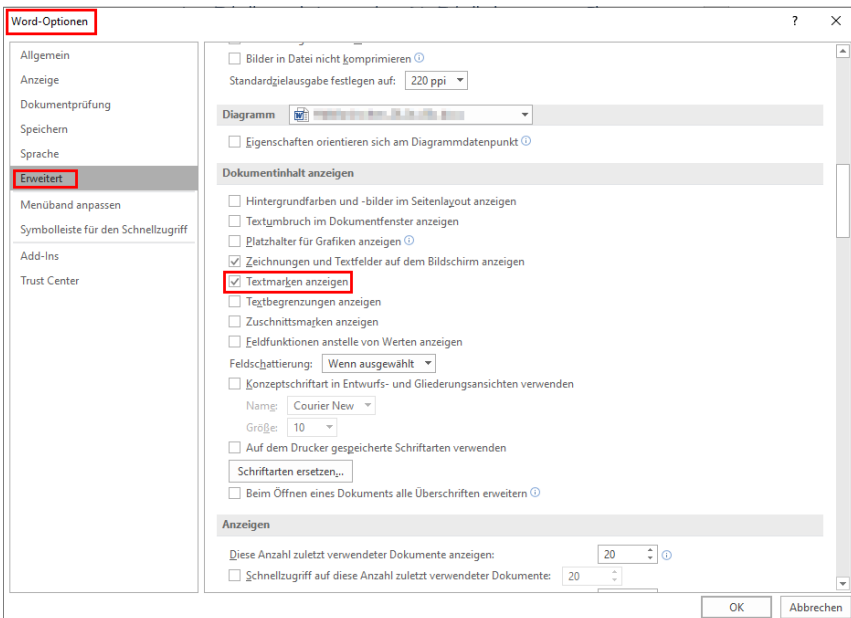 Word-Optionen
?
Allgemein
Anzeige
Dokumentprüfung
Speichern
Sprache
Erweitert
Menüband anpassen
Symbolleiste für den Schnellzugriff
Add-Ins
Trust Center
Bilder in Datei nicht komprimieren
Standardzielausgabe festlegen auf: 220 ppi
Diagramm
Eigenschaften orientieren sich am Diagrammdatenpunkt
Dokumentinhalt anzeigen
Hintergrundfarben und -bilder im Seitenlayout anzeigen
Textumbruch im Dokumentfenster anzeigen
Platzhalter für Grafiken anzeigen
Zeichnungen und Textfelder auf dem Bildschirm anzeigen
Textmarken anzeigen
Textbegrenzungen anzeigen
Zuschnittsmarken anzeigen
Feldfunktionen anstelle von Werten anzeigen
Feldschattierung: Wenn ausgewählt
Konzeptschriftart in Entwurfs- und Gliederungsansichten verwenden
Name: Courier New
Größe: 10
Auf dem Drucker gespeicherte Schriftarten verwenden
Schriftarten ersetzen...
Beim Öffnen eines Dokuments alle Überschriften erweitern
Anzeigen
Diese Anzahl zuletzt verwendeter Dokumente anzeigen: 20
Schnellzugriff auf diese Anzahl zuletzt verwendeter Dokumente: 20
OK
Abbrechen